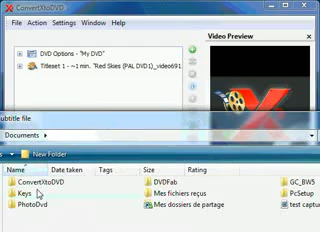 ConvertXtoDVD
File Action Settings Window Help
Video Preview
DVD Options - "My DVD"
Titleset 1 - ~1 min. "Red Skies (PAL DVD1)_video691
subtitle file
Documents
New Folder
Name Date taken Tags Size Rating
ConvertXtoDVD DVDFab GC_BW5
Keys Mes fichiers reçus PcSetup
PhotoDvd Mes dossiers de partage test captur